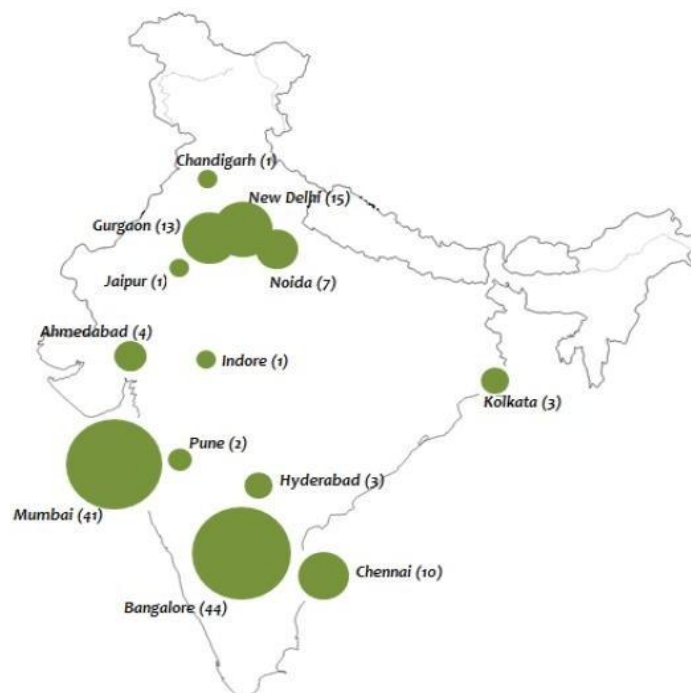 Chandigarh (1)
New Delhi (15)
Gurgaon (13)
Jaipur (1)
Noida (7)
Ahmedabad (4)
Indore (1)
Kolkata (3)
Pune (2)
Hyderabad (3)
Mumbai (41)
Chennai (10)
Bangalore (44)